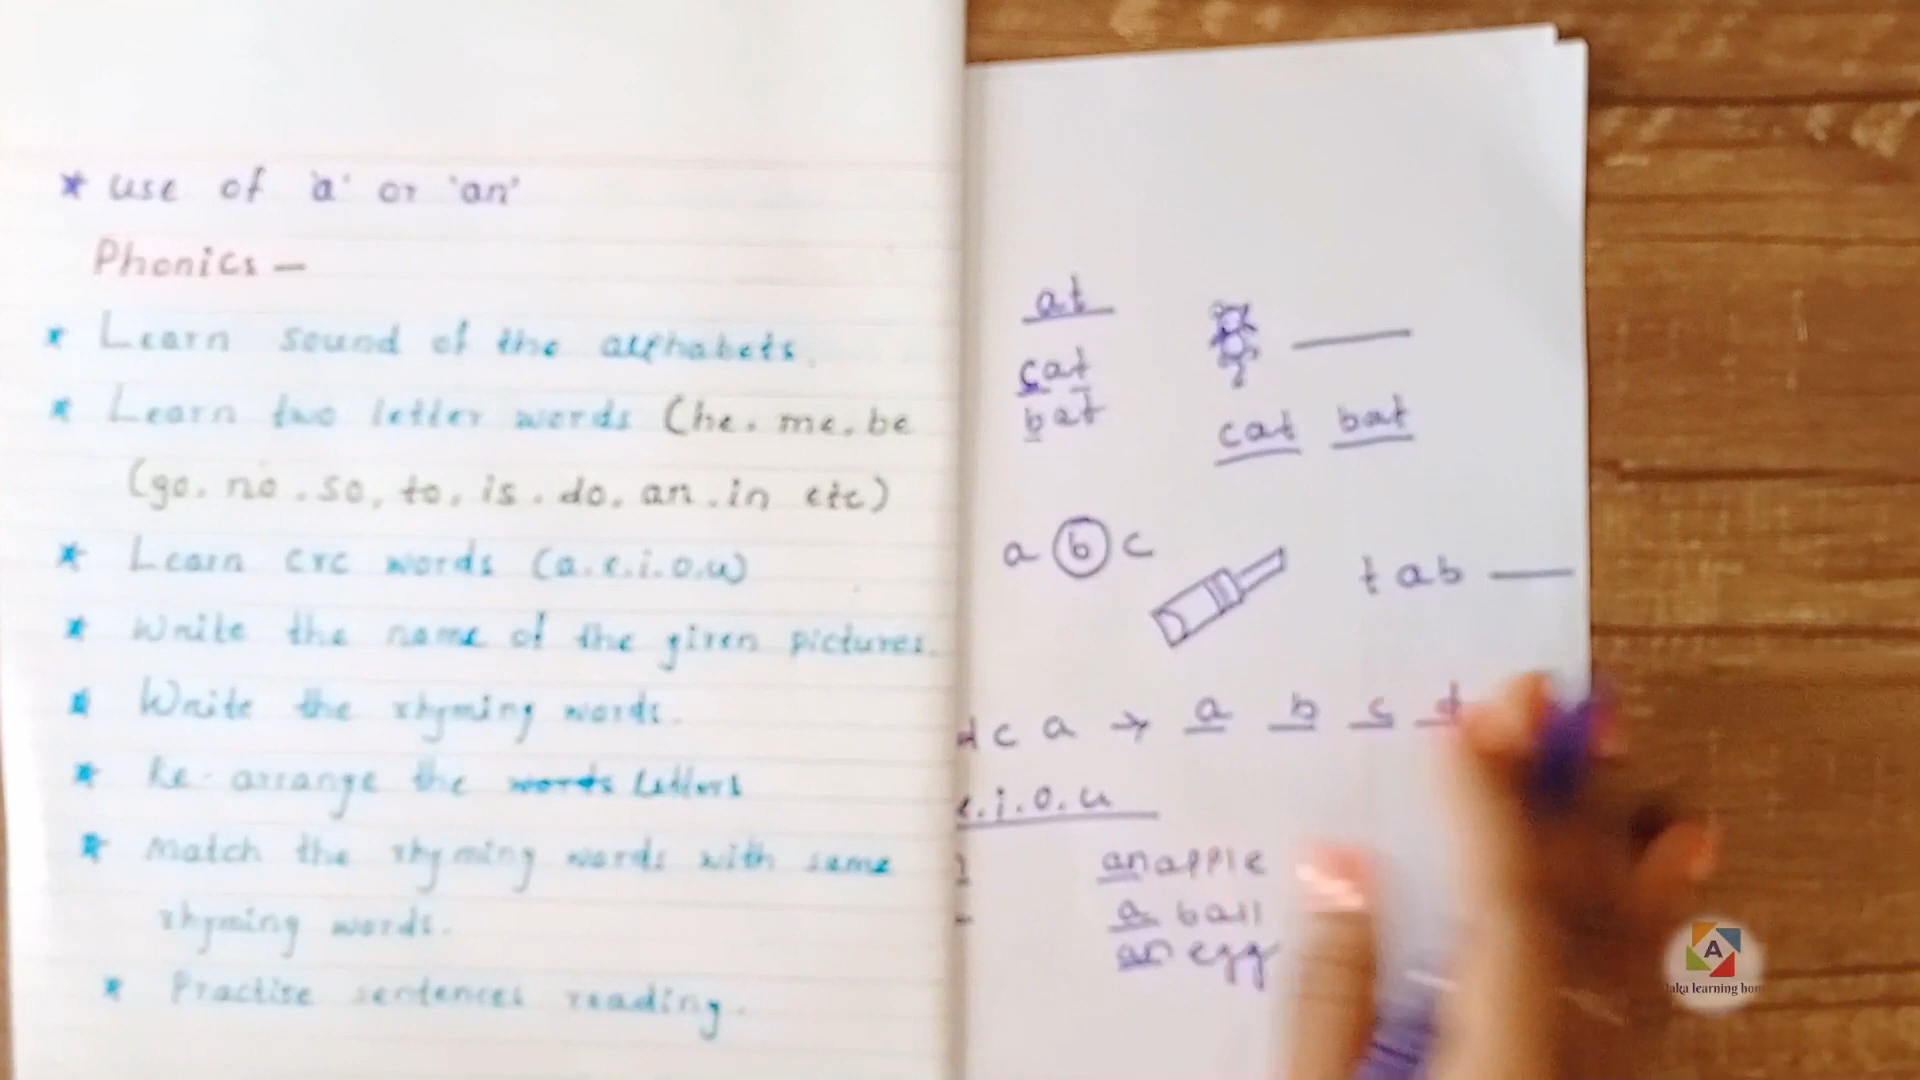 * use of 'a' or 'an'
Phonics -
* Learn sound of the alphabets.
* Learn two letter words (he, me, be
(go, no, so, to, is, do, an, in etc)
* Learn cvc words (a,e,i,o,u)
* Write the name of the given pictures.
* Write the rhyming words.
* Re-arrange the words letters
* Match the rhyming words with same
rhyming words.
* Practise sentences reading.
at
cat
bat
cat bat
a b c
tab
d c a → a b c d
e, i, o, u
an apple
a ball
an egg
A
learning